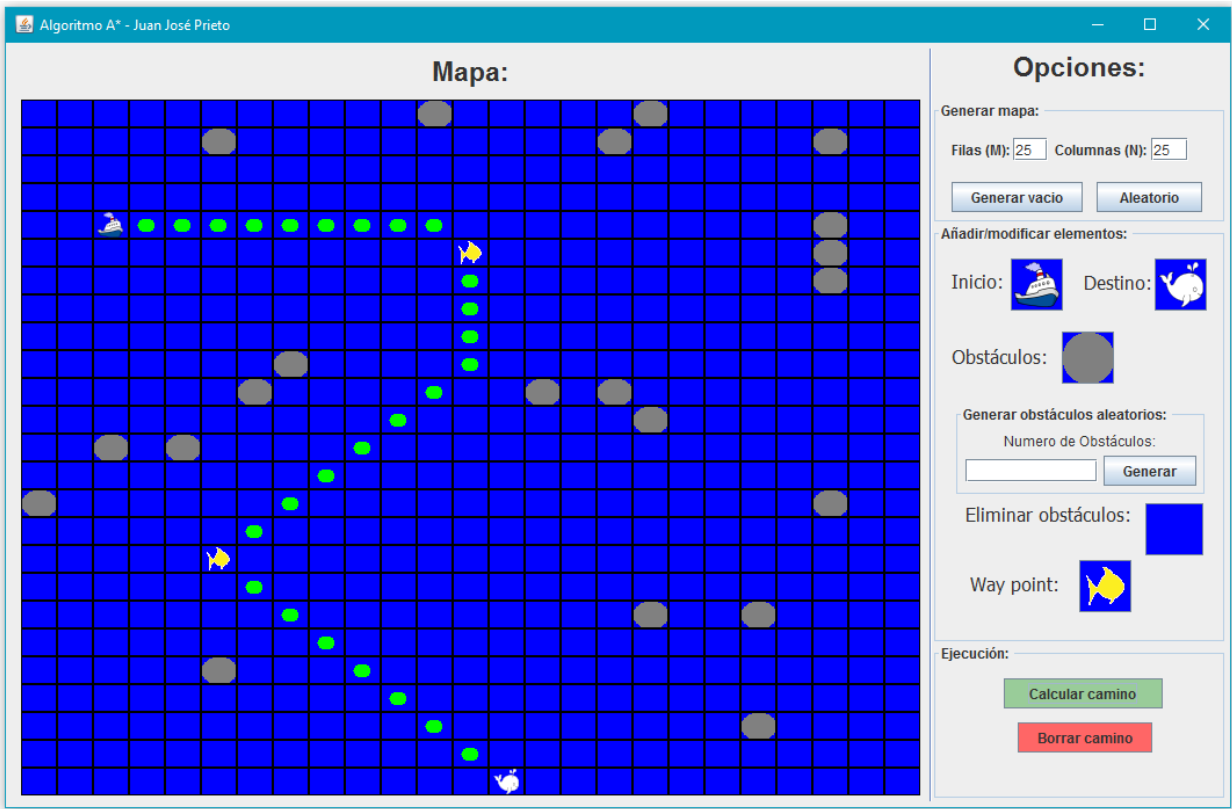 Algoritmo A* - Juan José Prieto
Mapa:
Opciones:
Generar mapa:
Filas (M): 25 Columnas (N): 25
Generar vacio Aleatorio
Añadir/modificar elementos:
Inicio: Destino:
Obstáculos:
Generar obstáculos aleatorios:
Numero de Obstáculos:
Generar
Eliminar obstáculos:
Way point:
Ejecución:
Calcular camino
Borrar camino